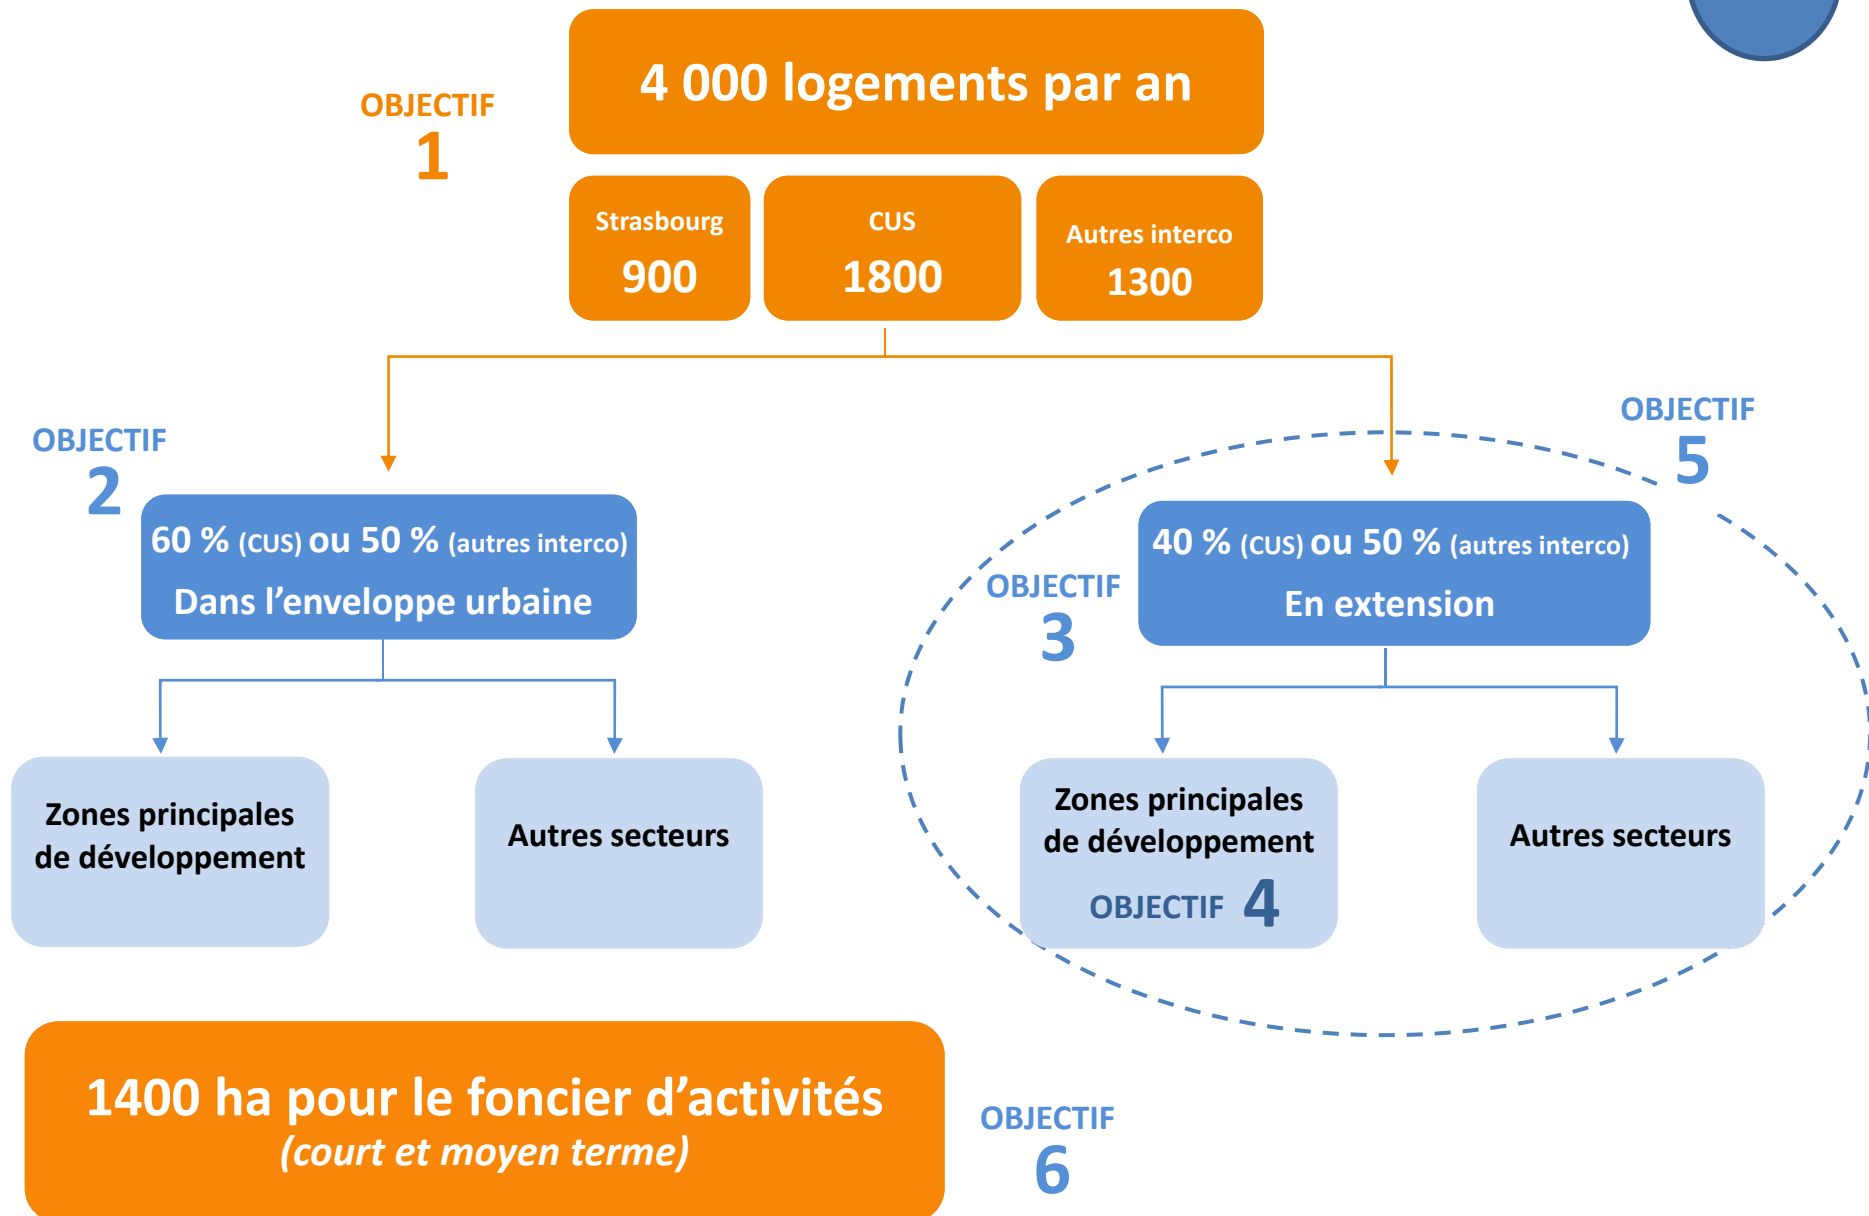 4 000 logements par an
OBJECTIF
1
Strasbourg
900
CUS
1800
Autres interco
1300
OBJECTIF
2
60 % (CUS) ou 50 % (autres interco)
Dans l’enveloppe urbaine
OBJECTIF
5
40 % (CUS) ou 50 % (autres interco)
En extension
OBJECTIF
3
Zones principales
de développement
Autres secteurs
Zones principales
de développement
OBJECTIF 4
Autres secteurs
1400 ha pour le foncier d’activités
(court et moyen terme)
OBJECTIF
6